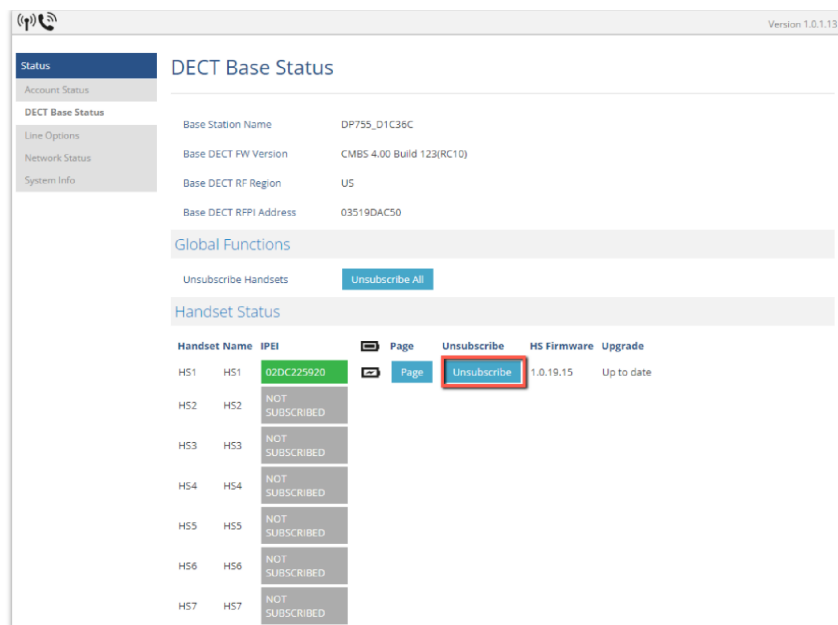 Version 1.0.1.13
Status
Account Status
DECT Base Status
Line Options
Network Status
System Info
DECT Base Status
Base Station Name DP755_D1C36C
Base DECT FW Version CMBS 4.00 Build 123(RC10)
Base DECT RF Region US
Base DECT RFPI Address 03519DAC50
Global Functions
Unsubscribe Handsets Unsubscribe All
Handset Status
Handset Name IPEI Page Unsubscribe HS Firmware Upgrade
HS1 HS1 02DC225920 Page Unsubscribe 1.0.19.15 Up to date
HS2 HS2 NOT
SUBSCRIBED
HS3 HS3 NOT
SUBSCRIBED
HS4 HS4 NOT
SUBSCRIBED
HS5 HS5 NOT
SUBSCRIBED
HS6 HS6 NOT
SUBSCRIBED
HS7 HS7 NOT
SUBSCRIBED